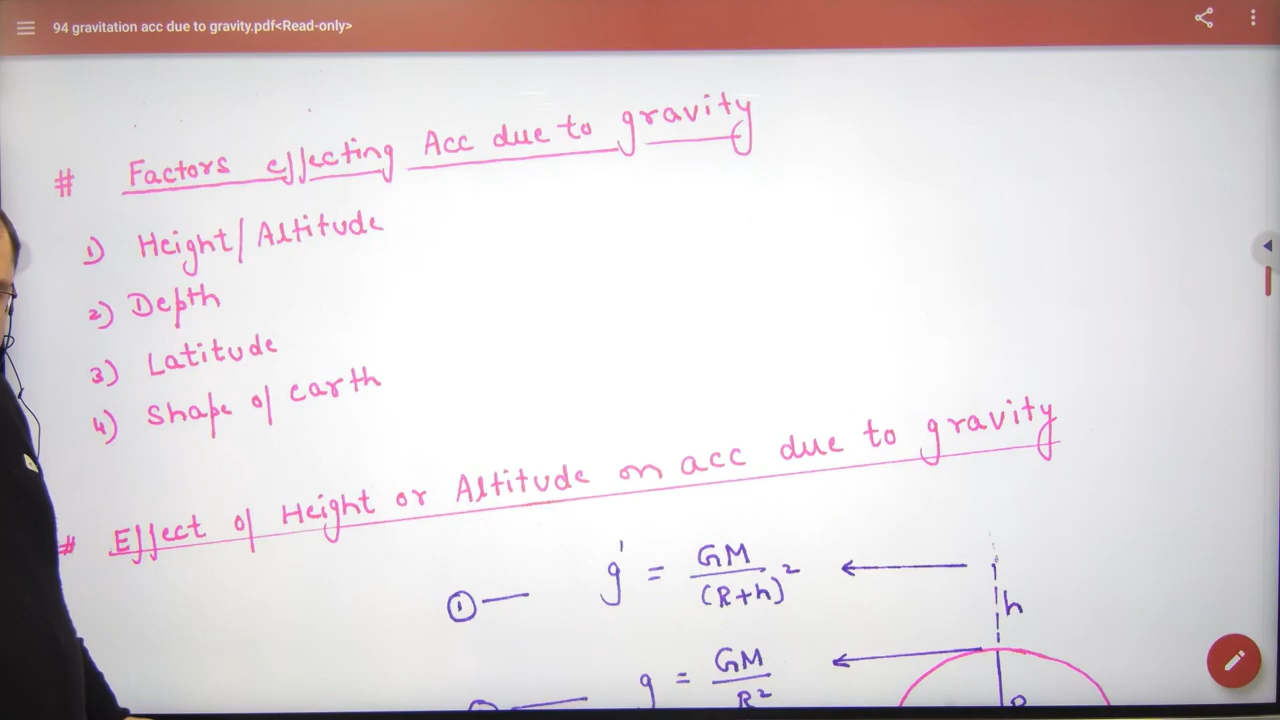 94 gravitation acc due to gravity.pdf<Read-only>
# Factors effecting Acc due to gravity
1) Height/Altitude
2) Depth
3) Latitude
4) Shape of earth
# Effect of Height or Altitude on acc due to gravity
① — g' = GM/(R+h)²
h
g = GM/R²
R